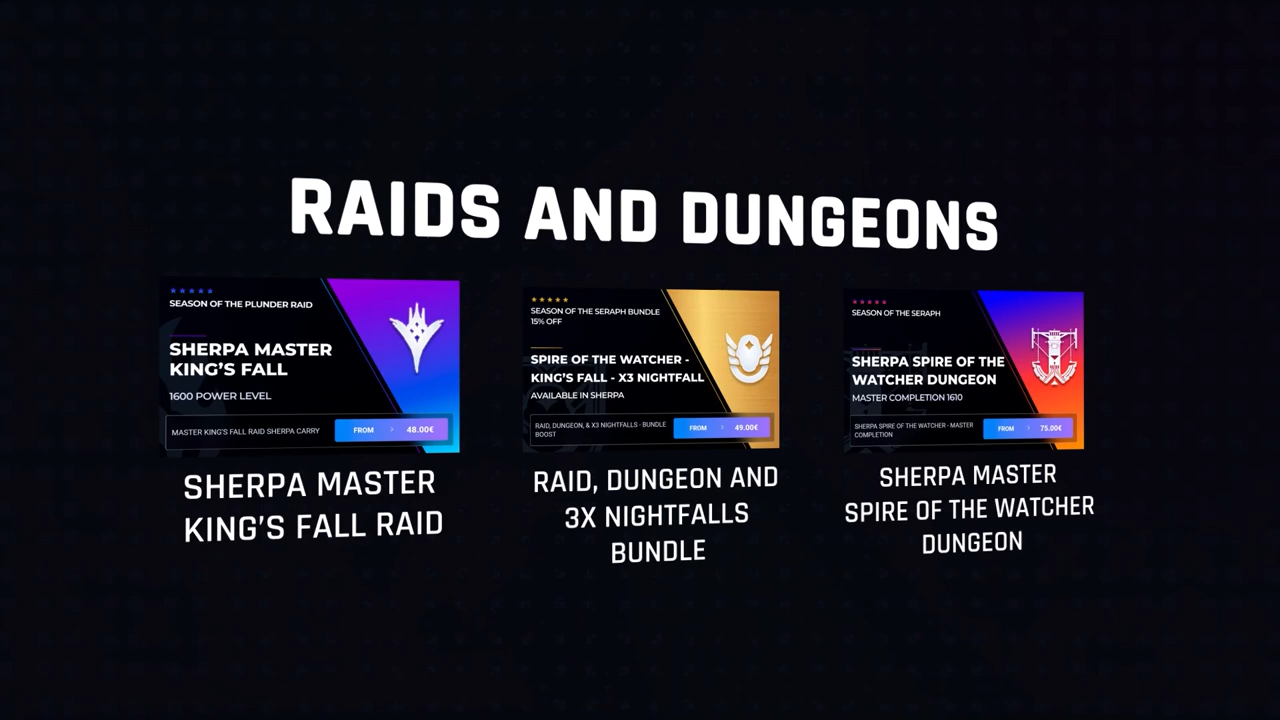 RAIDS AND DUNGEONS
SEASON OF THE PLUNDER RAID
SHERPA MASTER
KING'S FALL
1600 POWER LEVEL
MASTER KING'S FALL RAID SHERPA CARRY
FROM > 48.00€
SHERPA MASTER
KING'S FALL RAID
SEASON OF THE SERAPH BUNDLE
15% OFF
SPIRE OF THE WATCHER -
KING'S FALL - X3 NIGHTFALL
AVAILABLE IN SHERPA
RAID, DUNGEON, & X3 NIGHTFALLS - BUNDLE
BOOST
FROM > 49.00€
RAID, DUNGEON AND
3X NIGHTFALLS
BUNDLE
SEASON OF THE SERAPH
SHERPA SPIRE OF THE
WATCHER DUNGEON
MASTER COMPLETION 1610
SHERPA SPIRE OF THE WATCHER - MASTER
COMPLETION
FROM > 75.00€
SHERPA MASTER
SPIRE OF THE WATCHER
DUNGEON